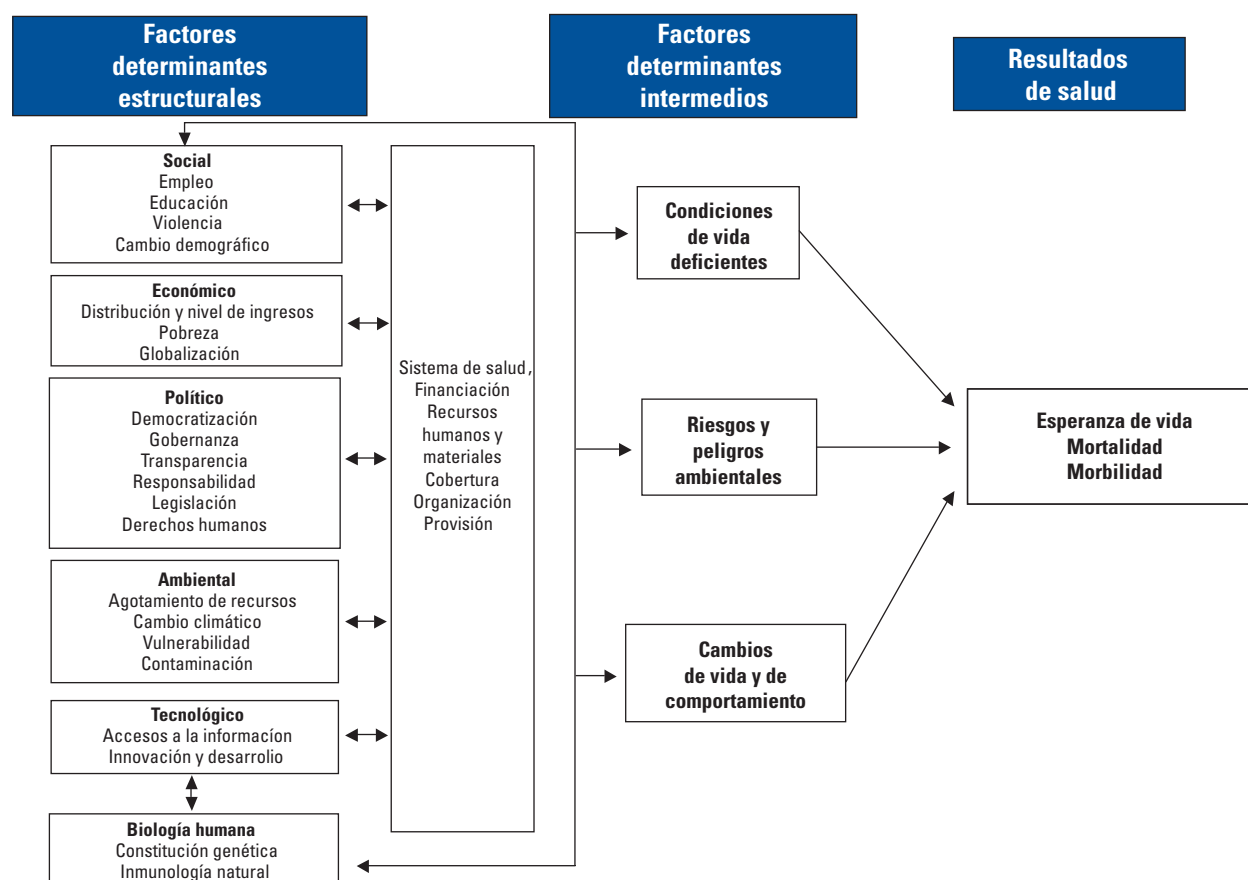 Factores
determinantes
estructurales
Factores
determinantes
intermedios
Resultados
de salud
Social
Empleo
Educación
Violencia
Cambio demográfico
Económico
Distribución y nivel de ingresos
Pobreza
Globalización
Político
Democratización
Gobernanza
Transparencia
Responsabilidad
Legislación
Derechos humanos
Ambiental
Agotamiento de recursos
Cambio climático
Vulnerabilidad
Contaminación
Tecnológico
Accesos a la informacíon
Innovación y desarrolio
Biología humana
Constitución genética
Inmunología natural
Sistema de salud,
Financiación
Recursos
humanos y
materiales
Cobertura
Organización
Provisión
Condiciones
de vida
deficientes
Riesgos y
peligros
ambientales
Cambios
de vida y de
comportamiento
Esperanza de vida
Mortalidad
Morbilidad